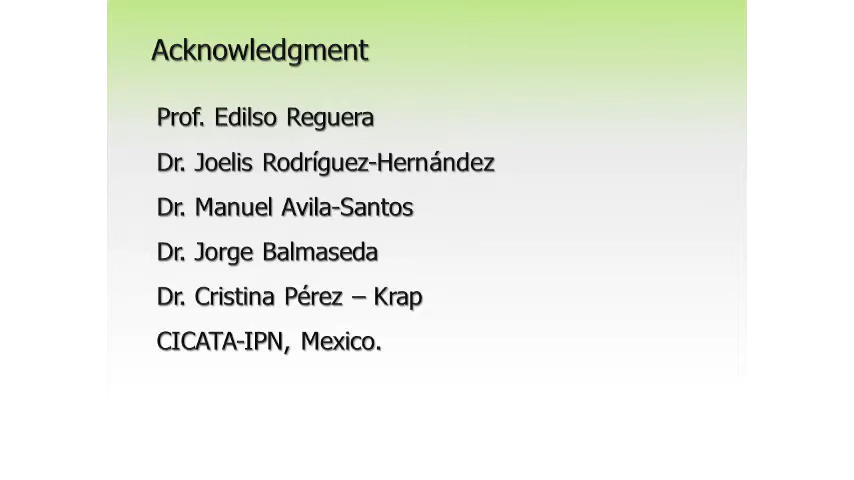 Acknowledgment
Prof. Edilso Reguera
Dr. Joelis Rodríguez-Hernández
Dr. Manuel Avila-Santos
Dr. Jorge Balmaseda
Dr. Cristina Pérez – Krap
CICATA-IPN, Mexico.